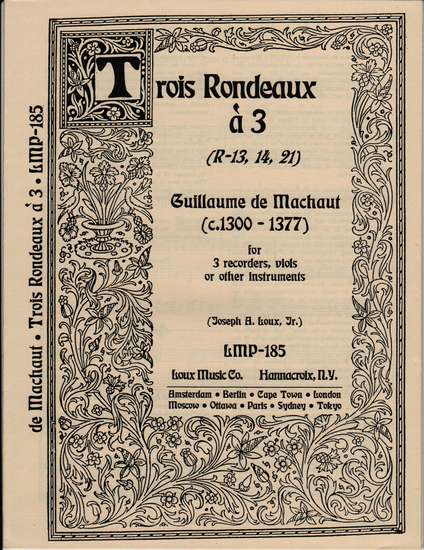 Trois Rondeaux
à 3
(R-13, 14, 21)
Guillaume de Machaut
(c.1300 - 1377)
for
3 recorders, viols
or other instruments
(Joseph A. Loux, Jr.)
LMP-185
Loux Music Co. Hannacroix, N.Y.
Amsterdam • Berlin • Cape Town • London
Moscow • Ottawa • Paris • Sydney • Tokyo
de Machaut • Trois Rondeaux à 3 • LMP-185